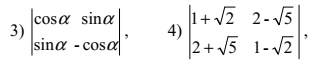 3) |cosα sinα|
|sinα - cosα|, 4) |1+√2 2-√5|
|2+√5 1-√2|,